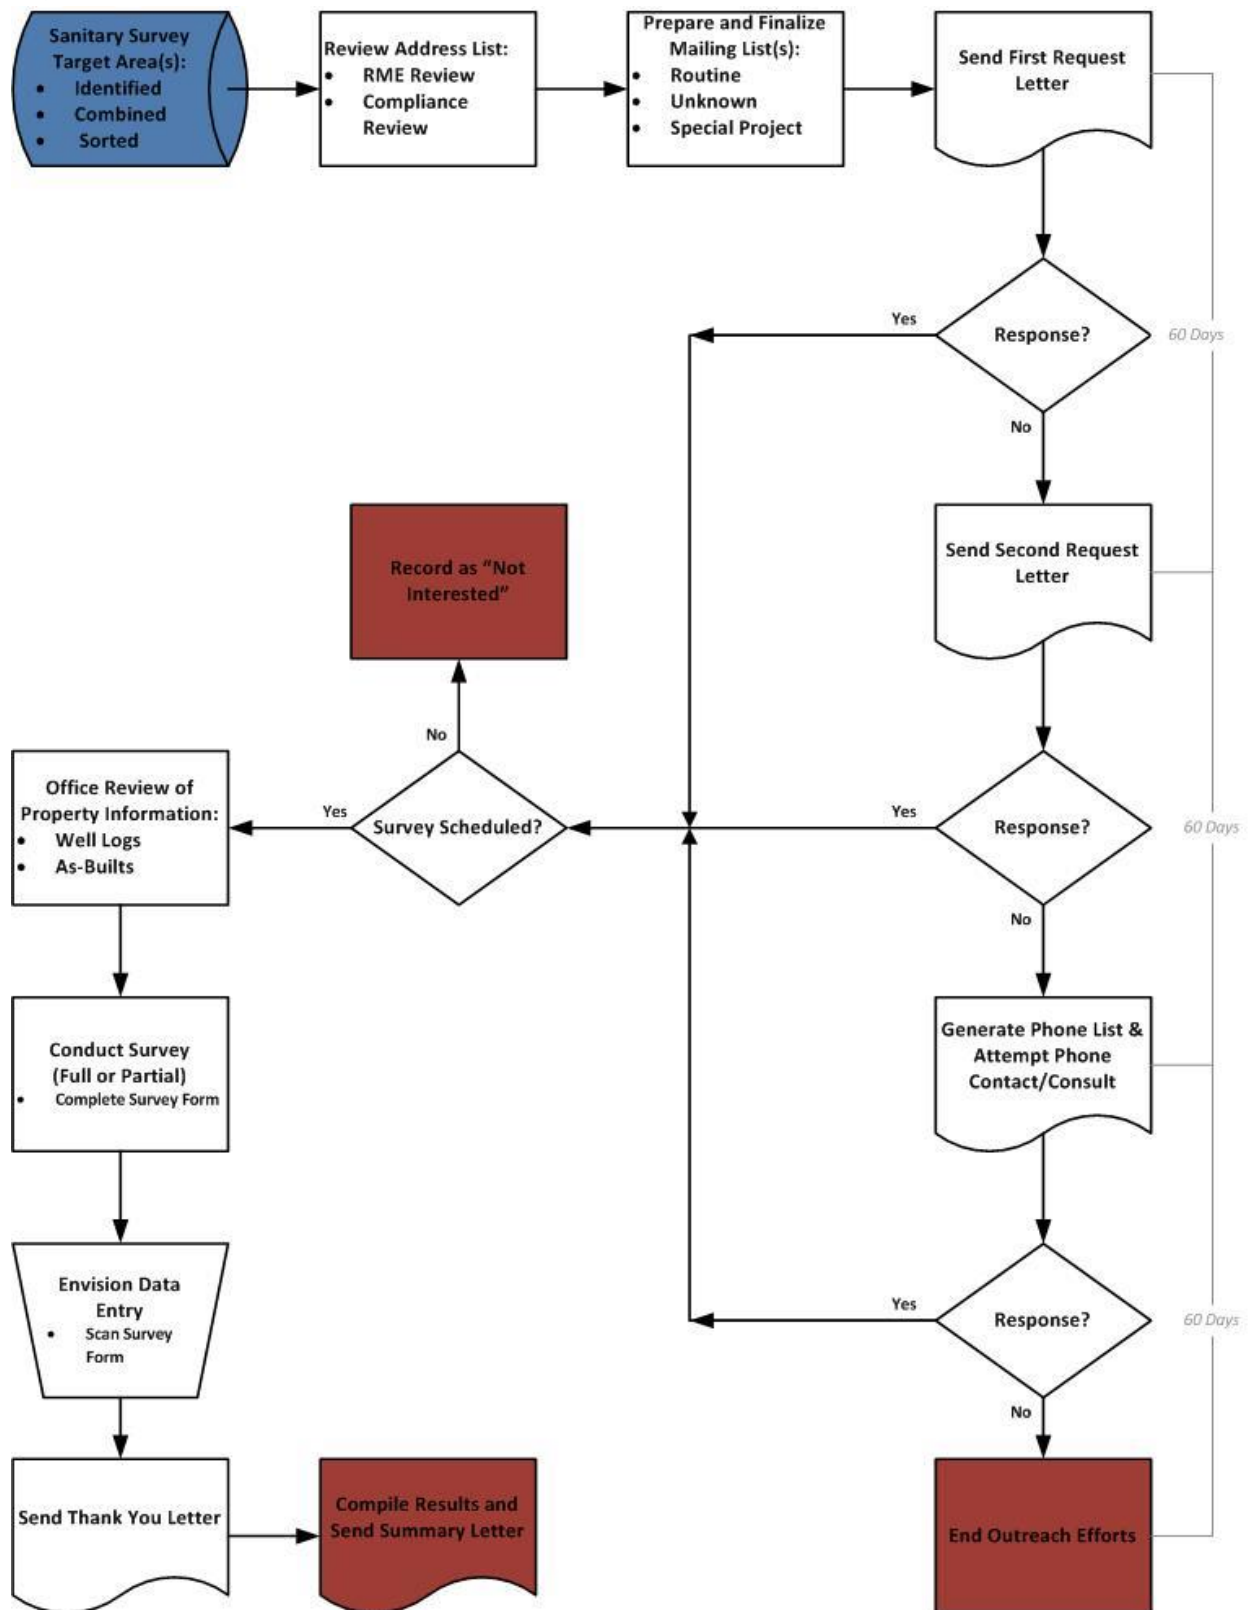 Sanitary Survey
Target Area(s):
• Identified
• Combined
• Sorted
Review Address List:
• RME Review
• Compliance
Review
Prepare and Finalize
Mailing List(s):
• Routine
• Unknown
• Special Project
Send First Request
Letter
Response?
Yes
No
60 Days
Send Second Request
Letter
Record as “Not
Interested”
No
Office Review of
Property Information:
• Well Logs
• As-Builts
Yes
Survey Scheduled?
Yes
Response?
60 Days
No
Conduct Survey
(Full or Partial)
• Complete Survey Form
Generate Phone List &
Attempt Phone
Contact/Consult
Envision Data
Entry
• Scan Survey
Form
Yes
Response?
60 Days
No
Send Thank You Letter
Compile Results and
Send Summary Letter
End Outreach Efforts